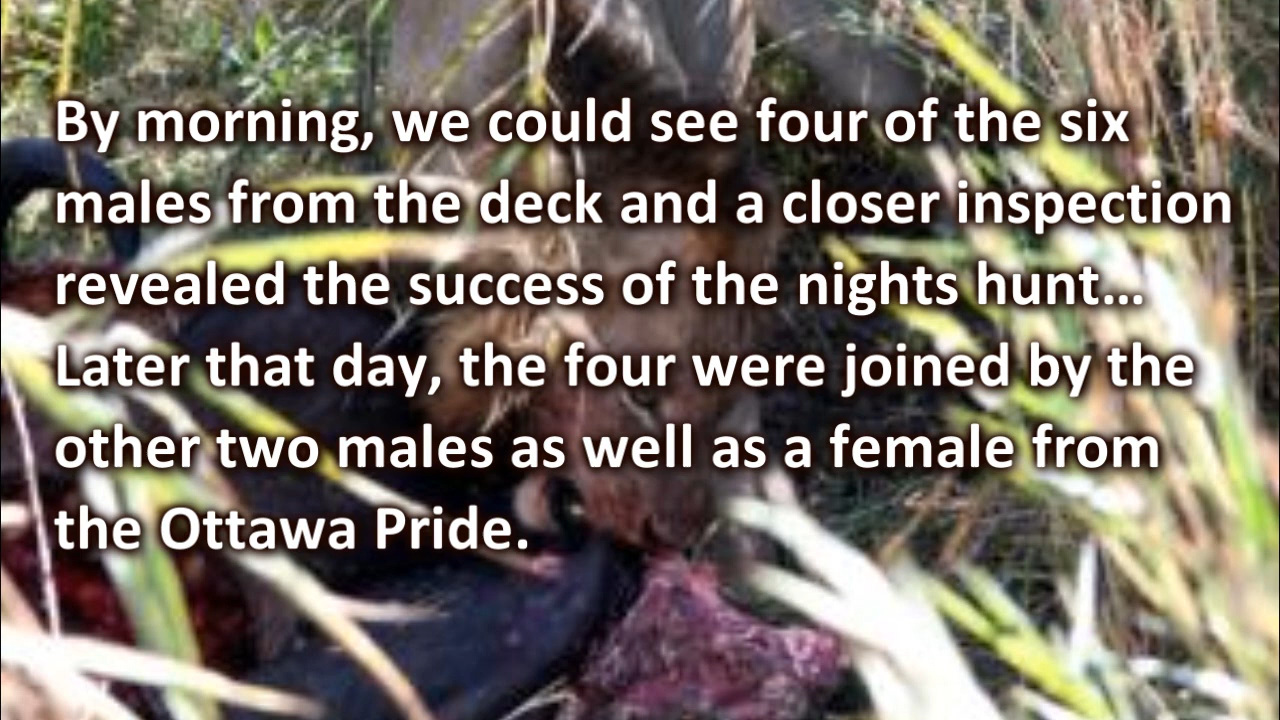 By morning, we could see four of the six
males from the deck and a closer inspection
revealed the success of the nights hunt…
Later that day, the four were joined by the
other two males as well as a female from
the Ottawa Pride.